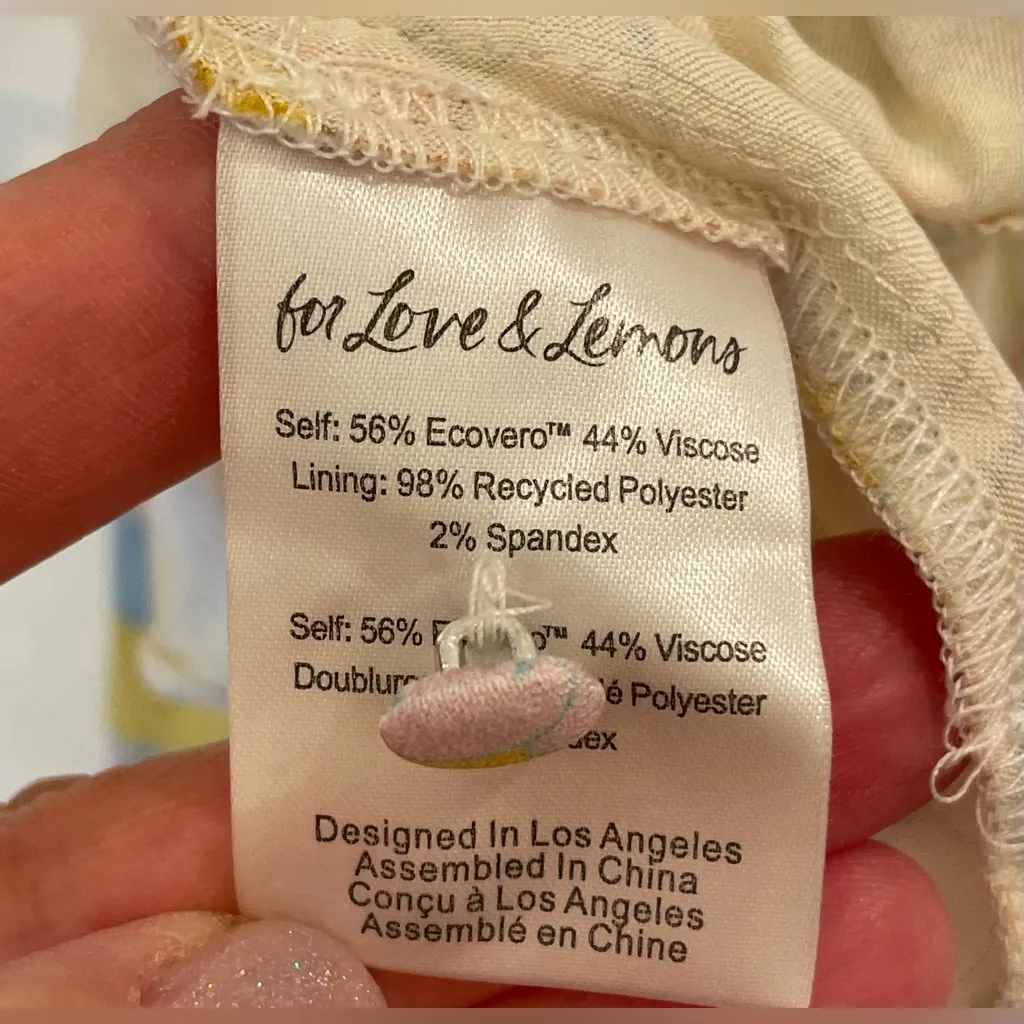 for Love & Lemons
Self: 56% Ecovero™ 44% Viscose
Lining: 98% Recycled Polyester
2% Spandex
Self: 56% 44% Viscose
Polyester
Designed In Los Angeles
Assembled In China
Conçu à Los Angeles
Assemblé en Chine